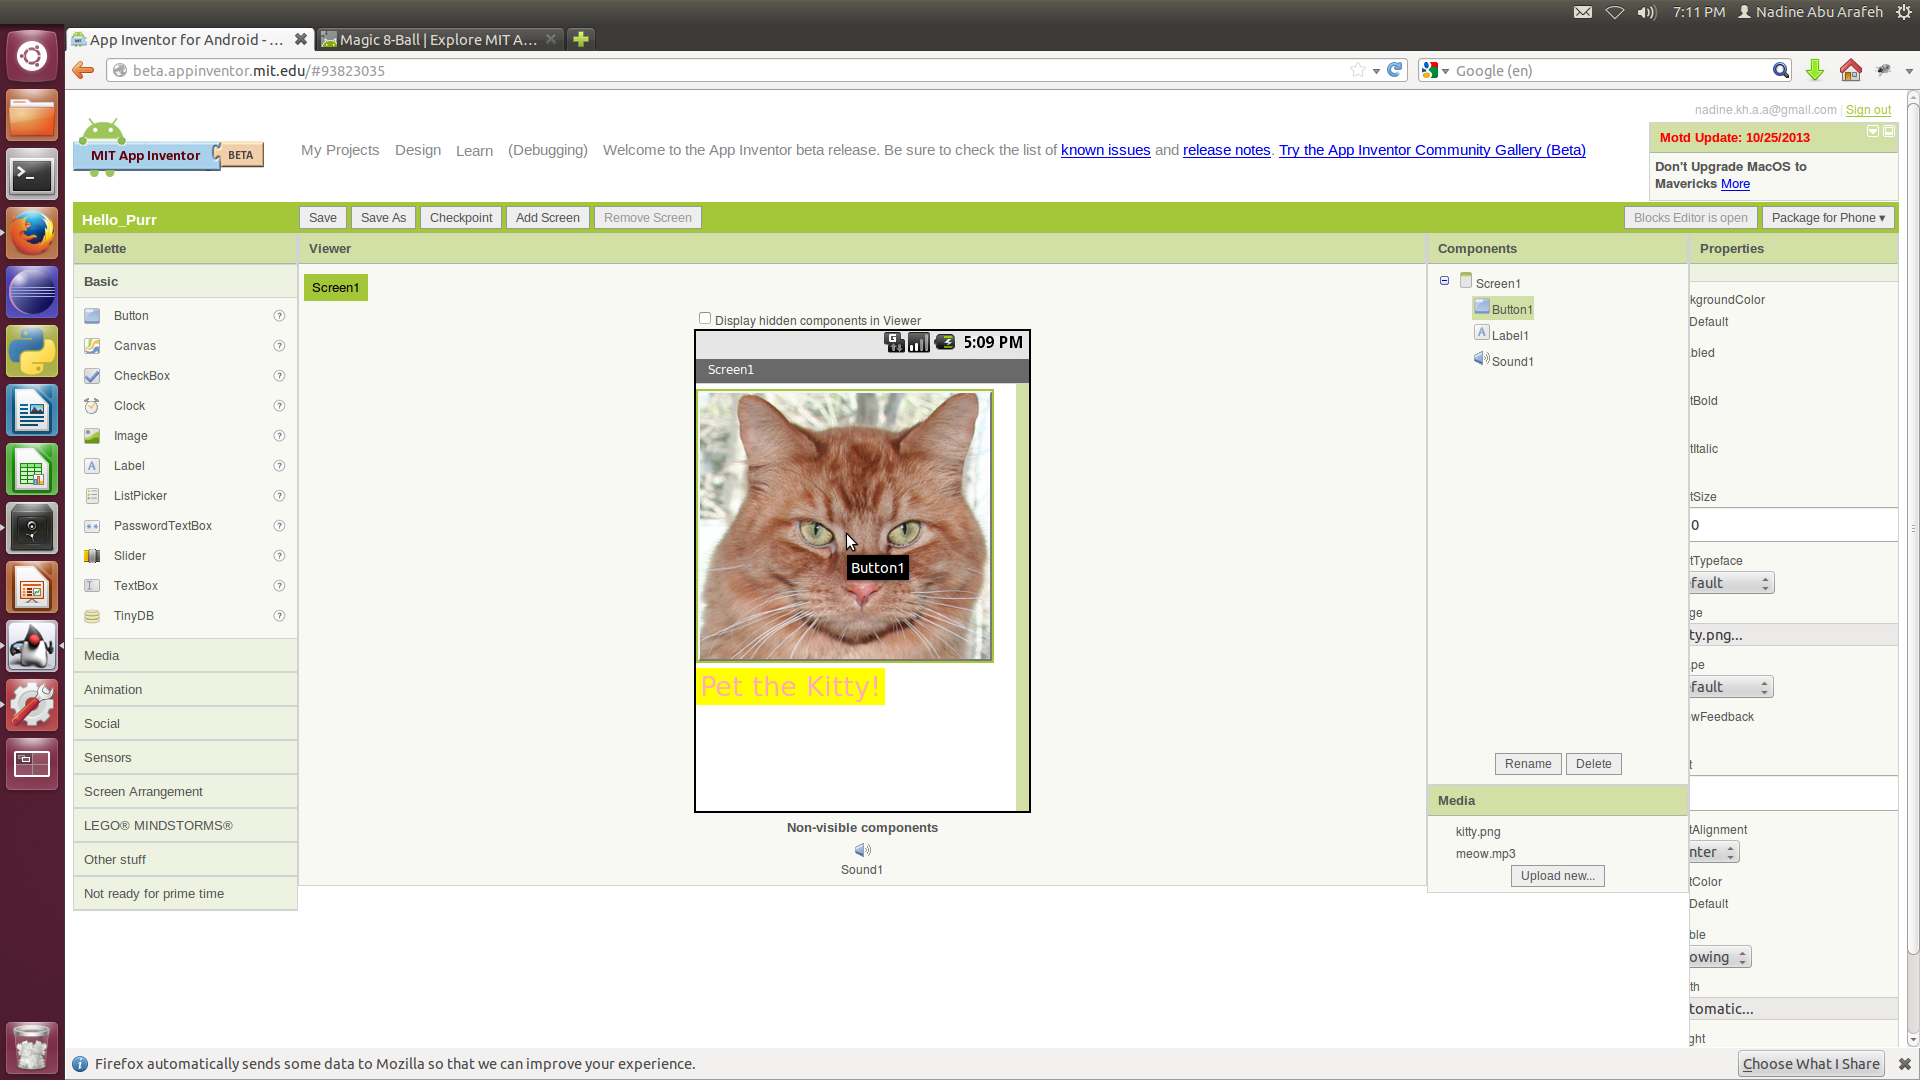 7:11 PM Nadine Abu Arafeh
App Inventor for Android - ...
Magic 8-Ball | Explore MIT A...
beta.appinventor.mit.edu/#93823035
Google (en)
nadine.kh.a.a@gmail.com | Sign out
MIT App Inventor BETA
My Projects Design Learn (Debugging) Welcome to the App Inventor beta release. Be sure to check the list of known issues and release notes. Try the App Inventor Community Gallery (Beta)
Motd Update: 10/25/2013
Don't Upgrade MacOS to
Mavericks More
Hello_Purr
Save Save As Checkpoint Add Screen Remove Screen
Blocks Editor is open Package for Phone ▾
Palette
Basic
Button
Canvas
CheckBox
Clock
Image
Label
ListPicker
PasswordTextBox
Slider
TextBox
TinyDB
Media
Animation
Social
Sensors
Screen Arrangement
LEGO® MINDSTORMS®
Other stuff
Not ready for prime time
Viewer
Screen1
Display hidden components in Viewer
5:09 PM
Screen1
Button1
Pet the Kitty!
Non-visible components
Sound1
Components
Screen1
Button1
A Label1
Sound1
Rename Delete
Media
kitty.png
meow.mp3
Upload new...
Properties
kgroundColor
Default
bled
tBold
tItalic
tSize
0
tTypeface
fault
ge
ty.png...
pe
fault
wFeedback
t
tAlignment
nter
tColor
Default
ble
owing
th
tomatic...
ght
Firefox automatically sends some data to Mozilla so that we can improve your experience.
Choose What I Share